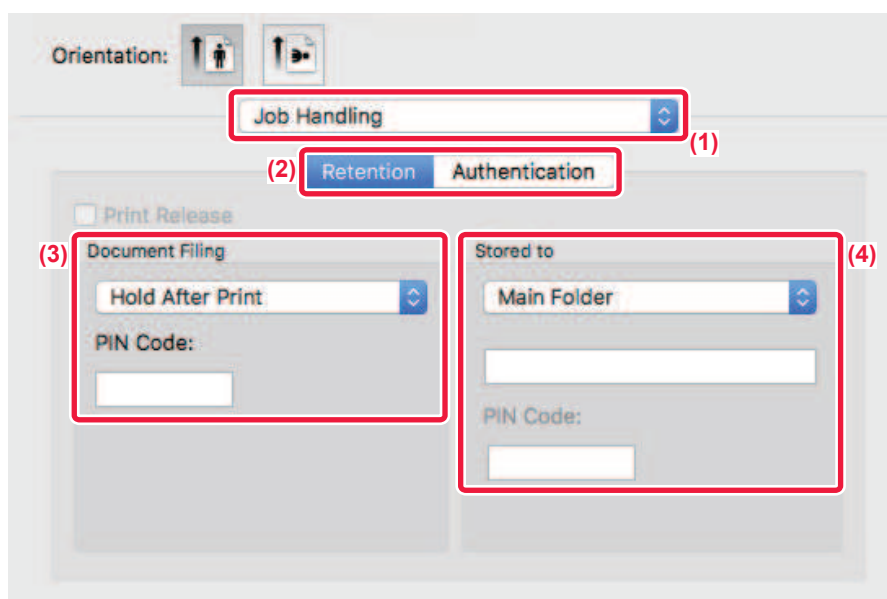 Orientation:
Job Handling
(1)
(2) Retention Authentication
Print Release
(3) Document Filing
Stored to (4)
Hold After Print
Main Folder
PIN Code:
PIN Code: